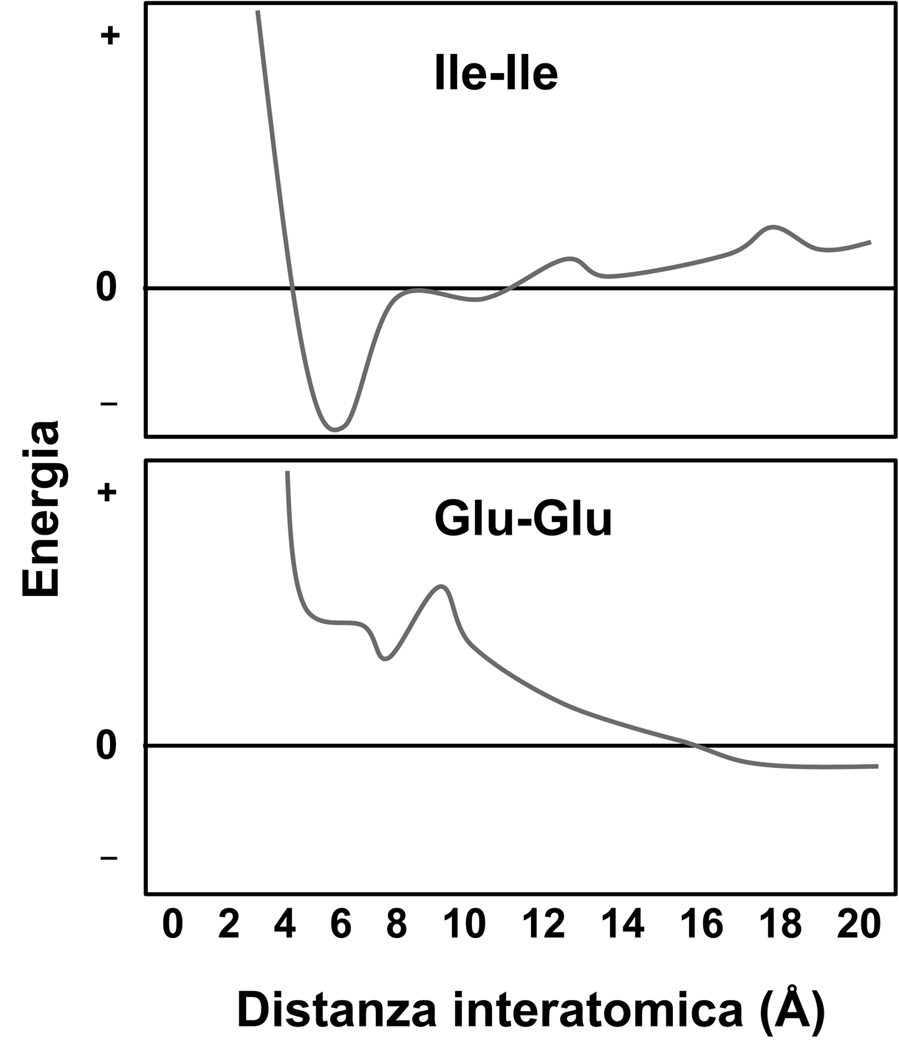 +
Ile-Ile
0
–
Energia
+
Glu-Glu
0
–
0 2 4 6 8 10 12 14 16 18 20
Distanza interatomica (Å)